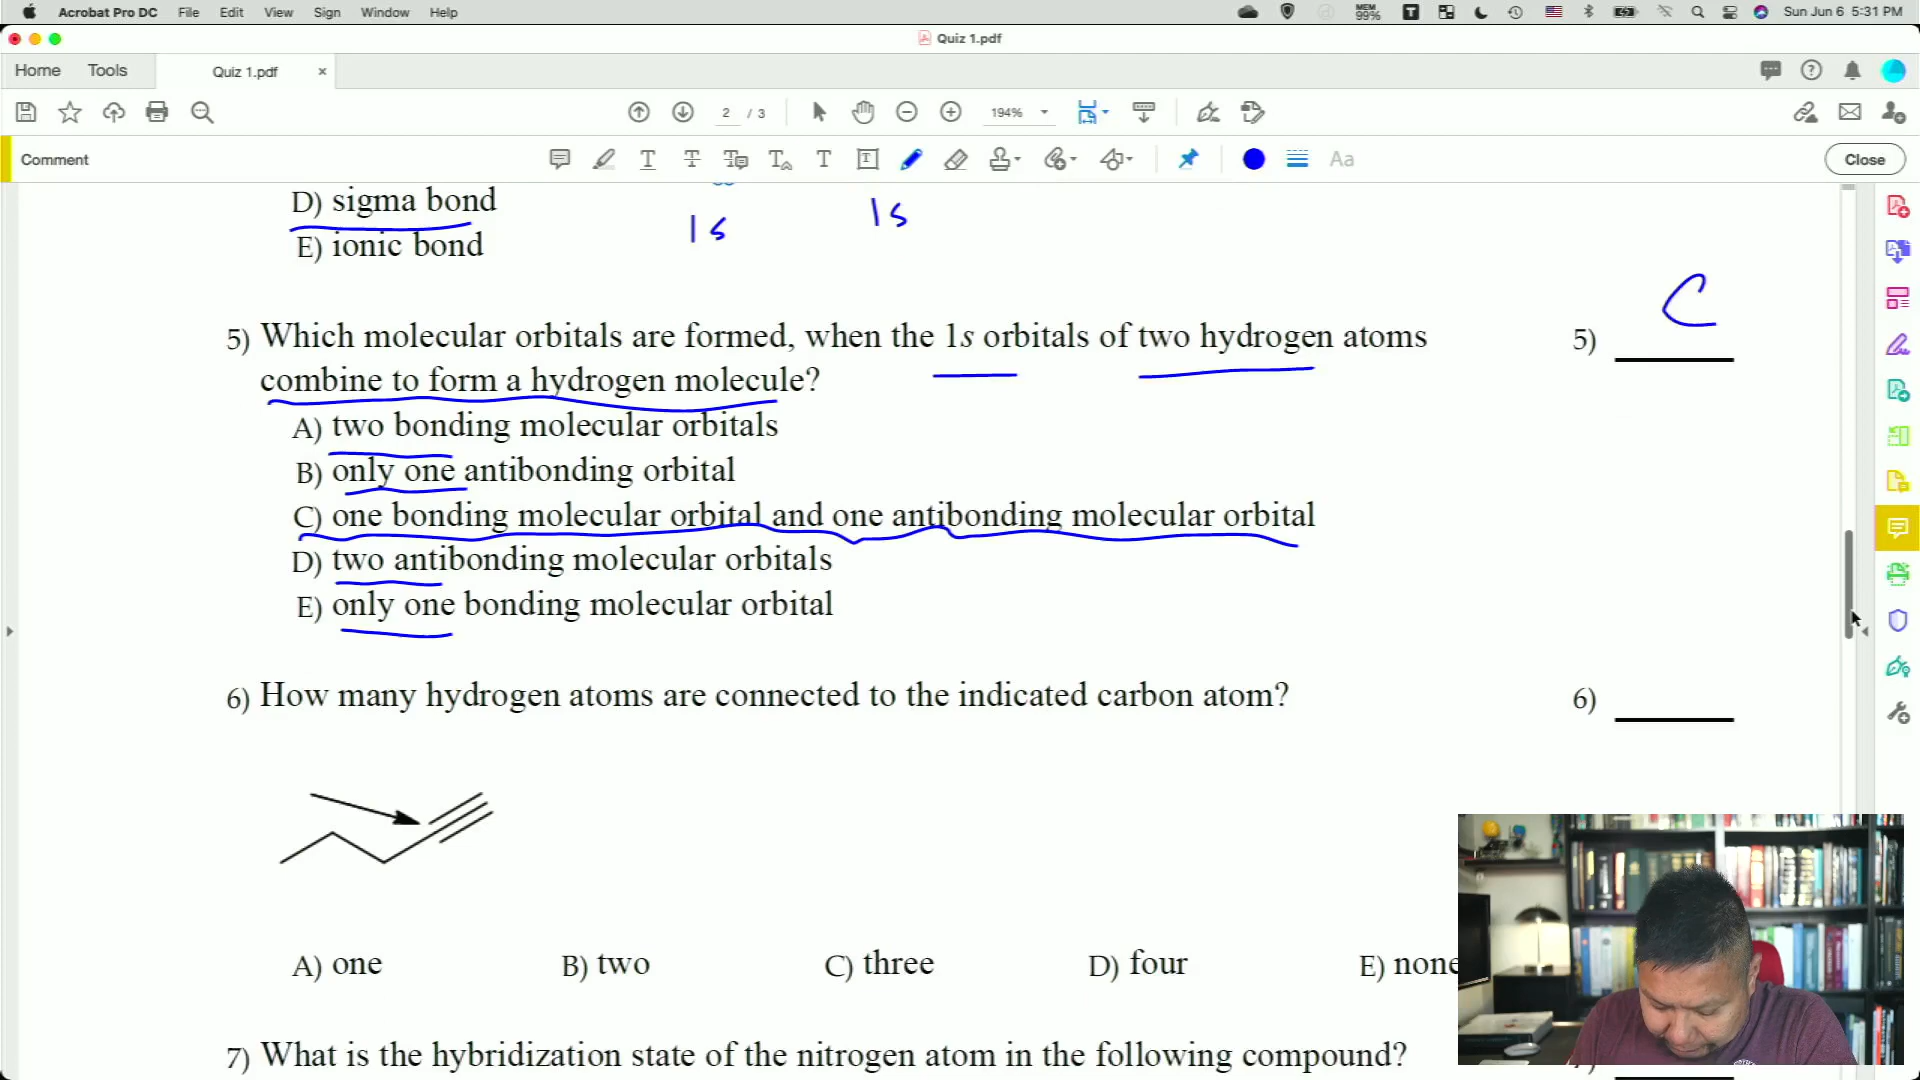 Acrobat Pro DC File Edit View Sign Window Help MEM 99% T Sun Jun 6 5:31 PM
Quiz 1.pdf
Home Tools Quiz 1.pdf ×
2 / 3 194%
Comment T T T T T T Aa Close
D) sigma bond
1s 1s
E) ionic bond
C
5) Which molecular orbitals are formed, when the 1s orbitals of two hydrogen atoms 5)
combine to form a hydrogen molecule?
A) two bonding molecular orbitals
B) only one antibonding orbital
C) one bonding molecular orbital and one antibonding molecular orbital
D) two antibonding molecular orbitals
E) only one bonding molecular orbital
6) How many hydrogen atoms are connected to the indicated carbon atom? 6)
A) one B) two C) three D) four E) none
7) What is the hybridization state of the nitrogen atom in the following compound?